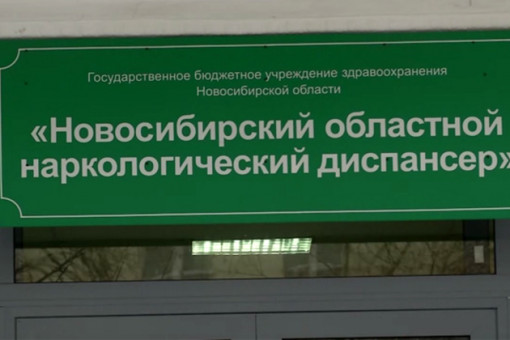 Государственное бюджетное учреждение здравоохранения
Новосибирской области
«Новосибирский областной
наркологический диспансер»